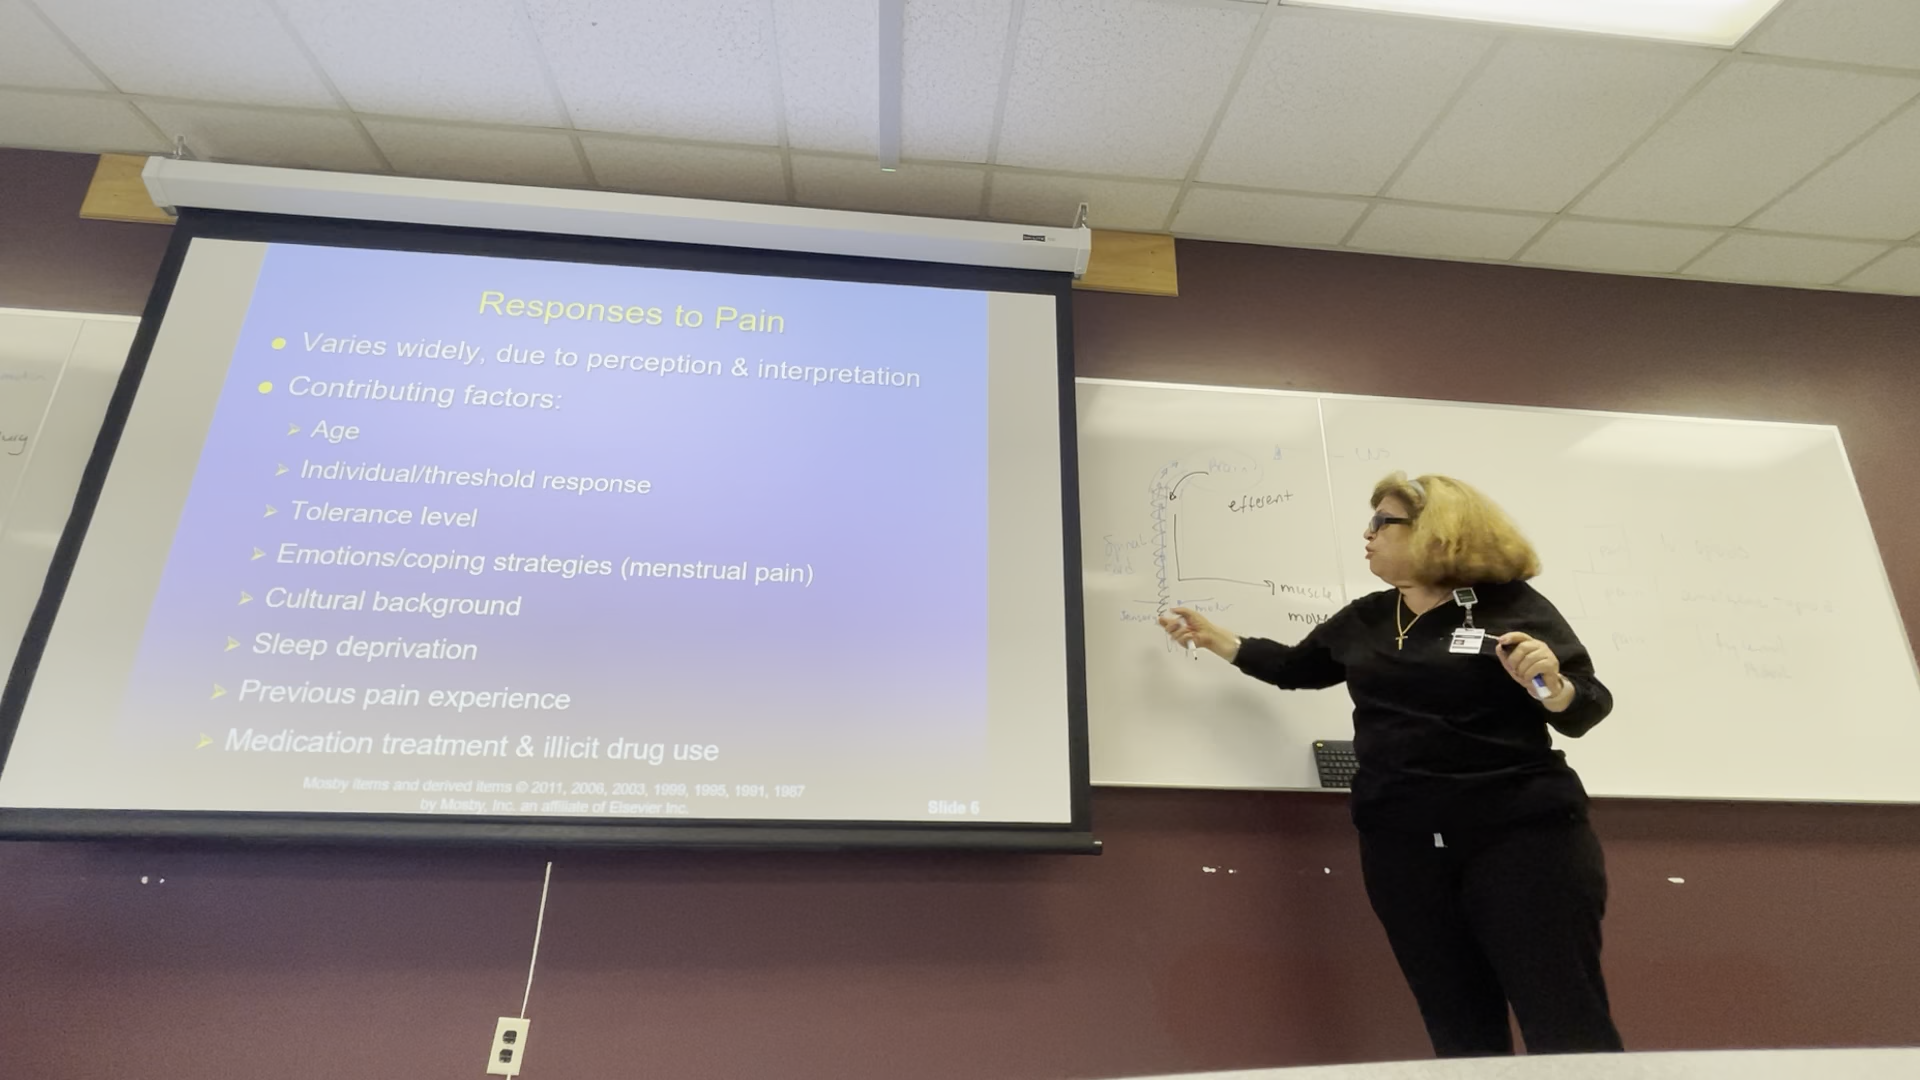 Responses to Pain
Varies widely, due to perception & interpretation
Contributing factors:
Age
Individual/threshold response
Tolerance level
Emotions/coping strategies (menstrual pain)
Cultural background
Sleep deprivation
Previous pain experience
Medication treatment & illicit drug use
Mosby items and derived items © 2011, 2006, 2003, 1999, 1995, 1991, 1987
by Mosby, Inc. an affiliate of Elsevier Inc.
Slide 6
Brain
efferent
Spinal
muscle
motor
pain